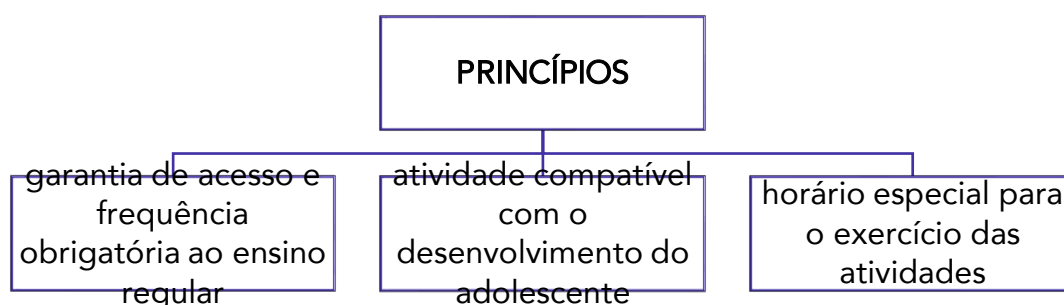 PRINCÍPIOS
garantia de acesso e
frequência
obrigatória ao ensino
regular
atividade compatível
com o
desenvolvimento do
adolescente
horário especial para
o exercício das
atividades